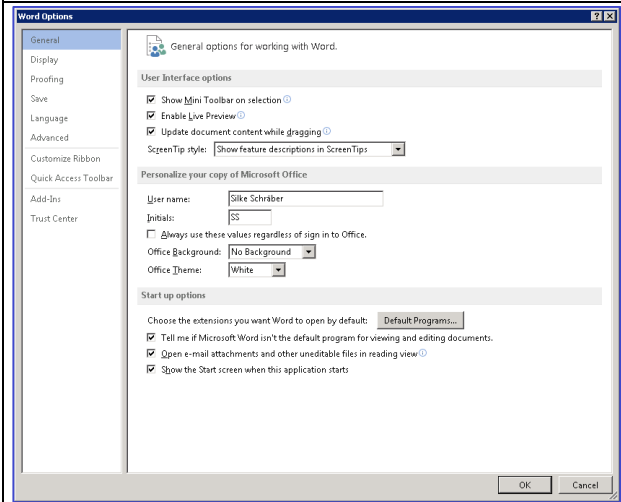 Word Options
General
Display
Proofing
Save
Language
Advanced
Customize Ribbon
Quick Access Toolbar
Add-Ins
Trust Center
General options for working with Word.
User Interface options
Show Mini Toolbar on selection
Enable Live Preview
Update document content while dragging
ScreenTip style: Show feature descriptions in ScreenTips
Personalize your copy of Microsoft Office
User name: Silke Schräber
Initials: SS
Always use these values regardless of sign in to Office.
Office Background: No Background
Office Theme: White
Start up options
Choose the extensions you want Word to open by default: Default Programs...
Tell me if Microsoft Word isn't the default program for viewing and editing documents.
Open e-mail attachments and other uneditable files in reading view
Show the Start screen when this application starts
OK Cancel